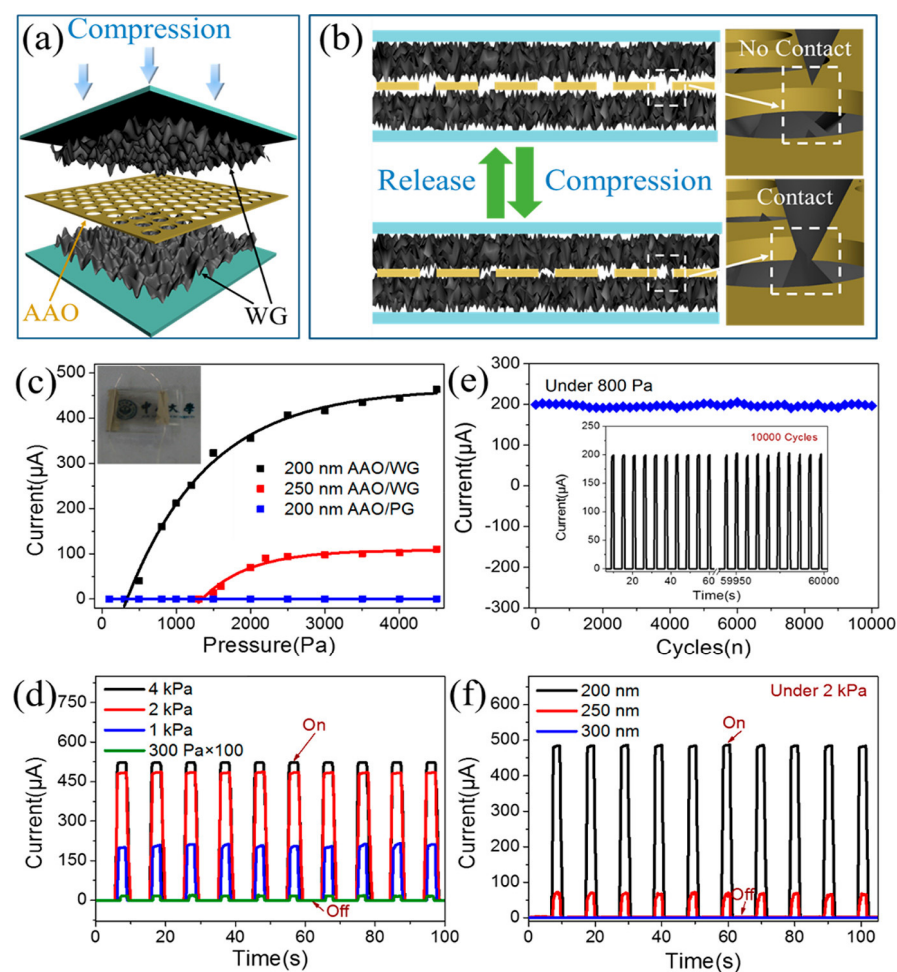 (a)
Compression
AAO
WG
(b)
No Contact
Release
Compression
Contact
(c)
500
400
300
200
100
0
Current(μA)
200 nm AAO/WG
250 nm AAO/WG
200 nm AAO/PG
0
1000
2000
3000
4000
Pressure(Pa)
(e)
200
300
Under 800 Pa
200
100
0
-100
-200
-300
Current(μA)
10000 Cycles
250
200
150
100
50
0
Current(μA)
20
40
60
59950
60000
Time(s)
0
2000
4000
6000
8000
10000
Cycles(n)
(d)
750
600
450
300
150
0
Current(μA)
4 kPa
2 kPa
1 kPa
300 Pa×100
On
Off
0
20
40
60
80
100
Time(s)
(f)
600
500
400
300
200
100
0
Current(μA)
200 nm
250 nm
300 nm
Under 2 kPa
On
Off
0
20
40
60
80
100
Time(s)